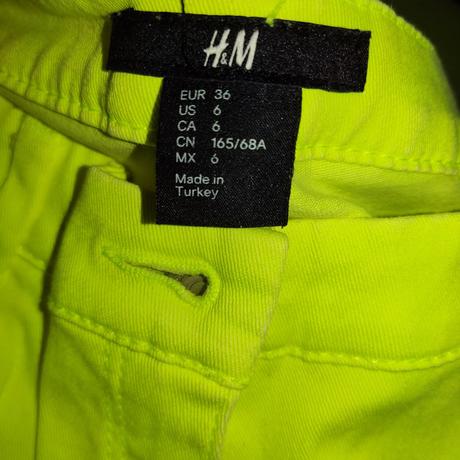 H&M
EUR 36
US 6
CA 6
CN 165/68A
MX 6
Made in
Turkey